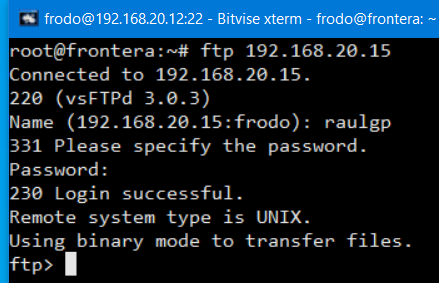 frodo@192.168.20.12:22 - Bitvise xterm - frodo@frontera: ~
root@frontera:~# ftp 192.168.20.15
Connected to 192.168.20.15.
220 (vsFTPd 3.0.3)
Name (192.168.20.15:frodo): raulgp
331 Please specify the password.
Password:
230 Login successful.
Remote system type is UNIX.
Using binary mode to transfer files.
ftp>